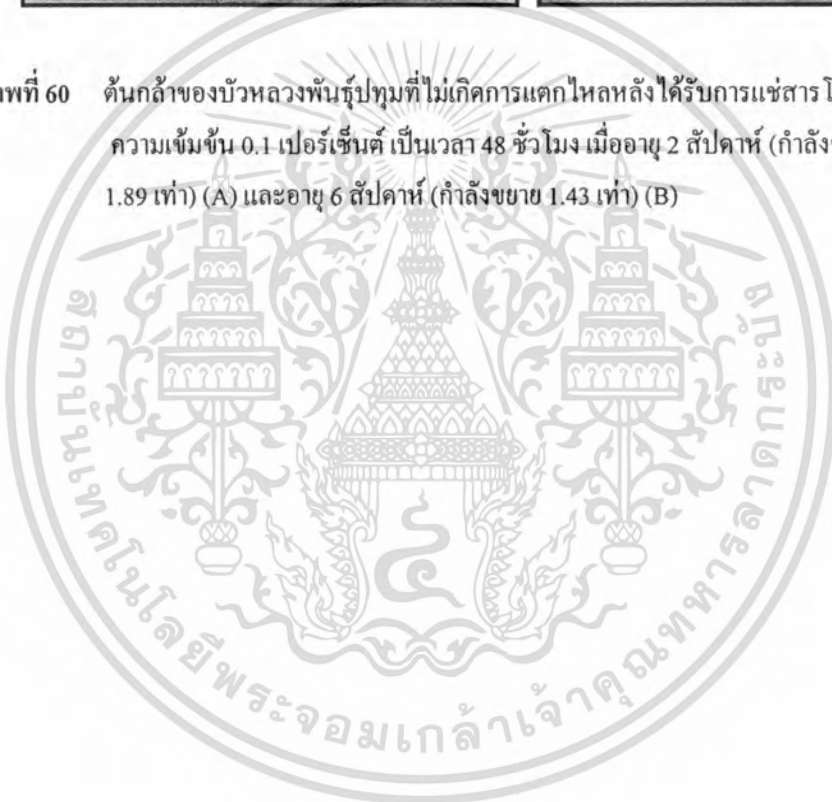 พที่ 60 ต้นกล้าของบัวหลวงพันธุ์ปทุมที่ไม่เกิดการแตกไหลหลังได้รับการแช่สาร
ความเข้มข้น 0.1 เปอร์เซ็นต์ เป็นเวลา 48 ชั่วโมง เมื่ออายุ 2 สัปดาห์ (กำลัง
1.89 เท่า) (A) และอายุ 6 สัปดาห์ (กำลังขยาย 1.43 เท่า) (B)
สถาบันเทคโนโลยีพระจอมเกล้าเจ้าคุณทหารลาดกระบัง